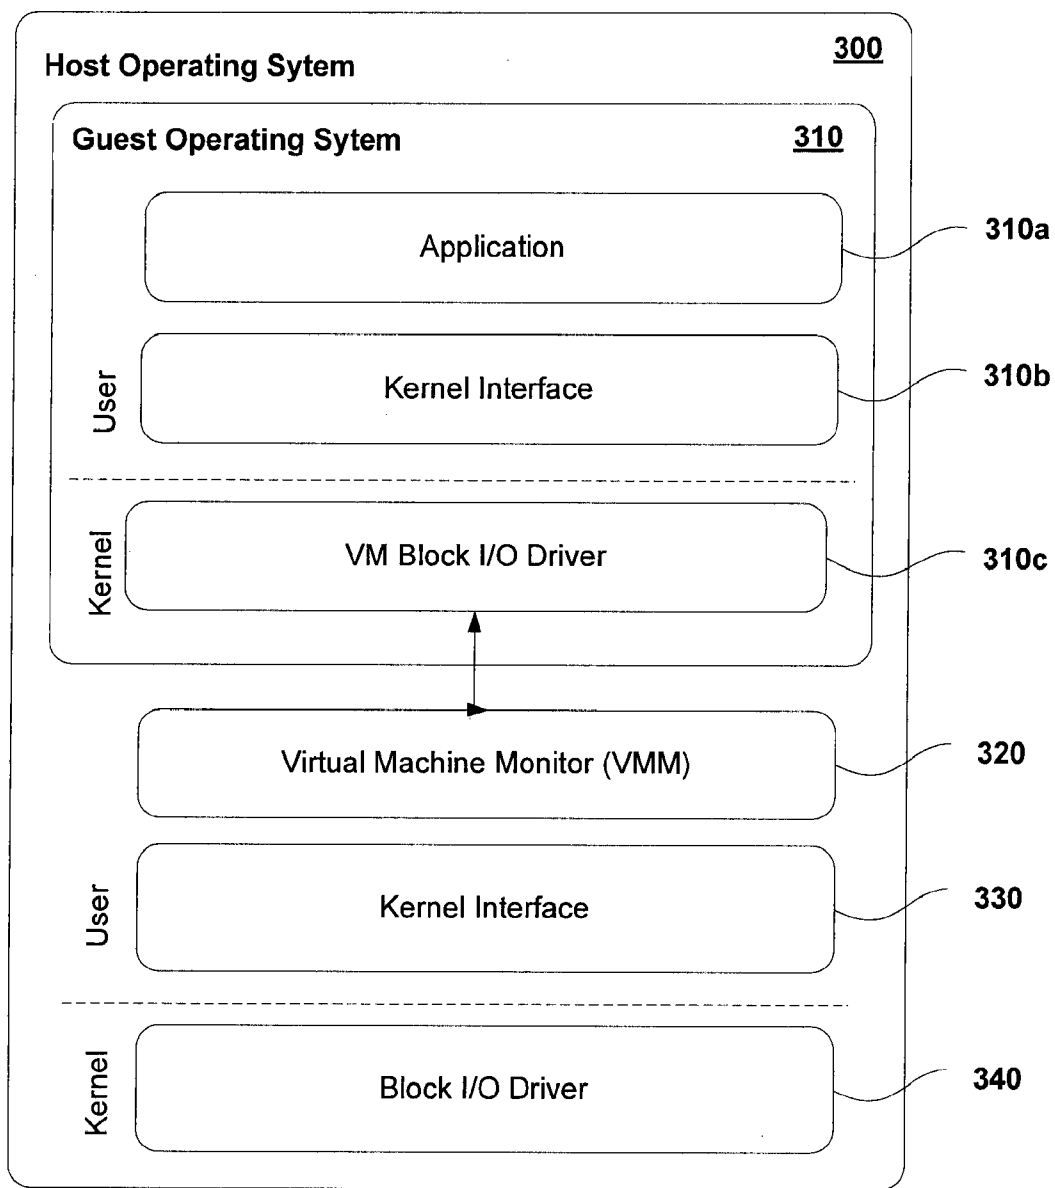 Host Operating Sytem 300
Guest Operating Sytem 310
Application 310a
User
Kernel Interface 310b
Kernel
VM Block I/O Driver 310c
Virtual Machine Monitor (VMM) 320
User
Kernel Interface 330
Kernel
Block I/O Driver 340